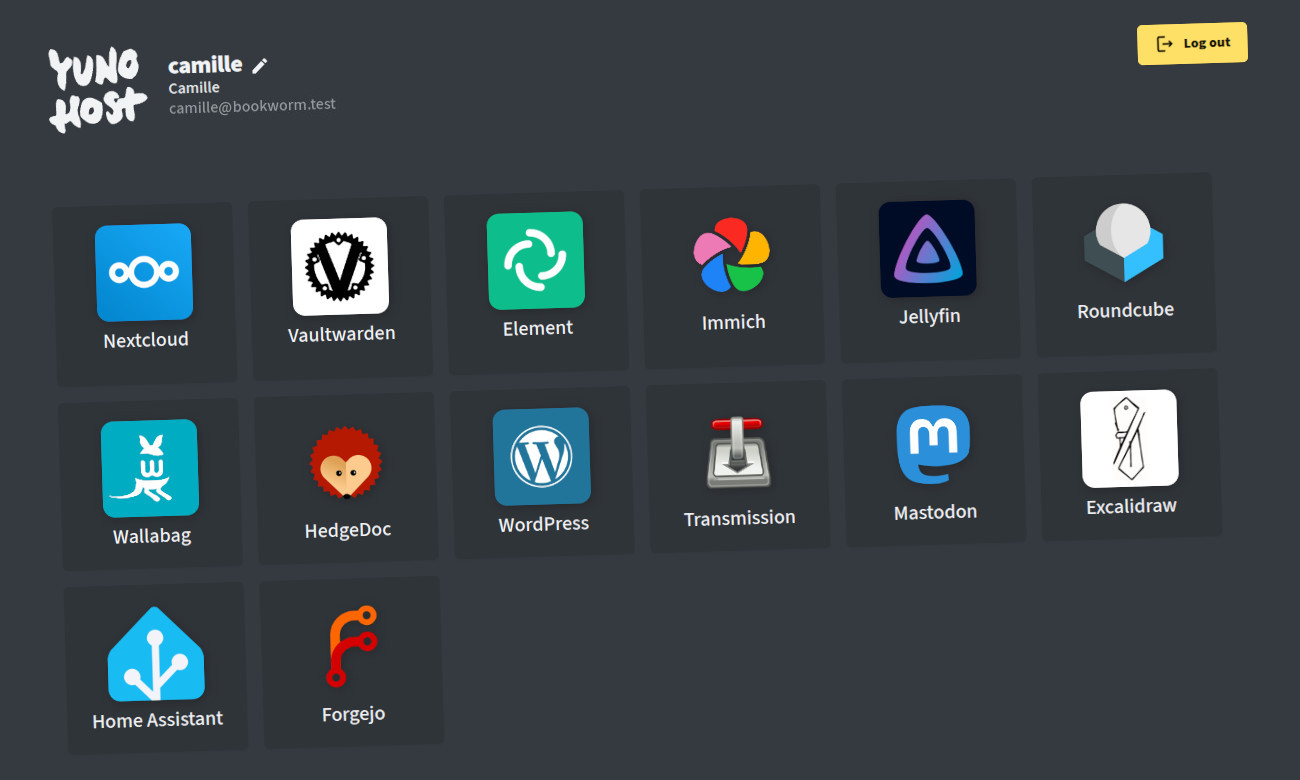 YUNO
HOST
camille
Camille
camille@bookworm.test
Log out
Nextcloud
Vaultwarden
Element
Immich
Jellyfin
Roundcube
Wallabag
HedgeDoc
WordPress
Transmission
Mastodon
Excalidraw
Home Assistant
Forgejo